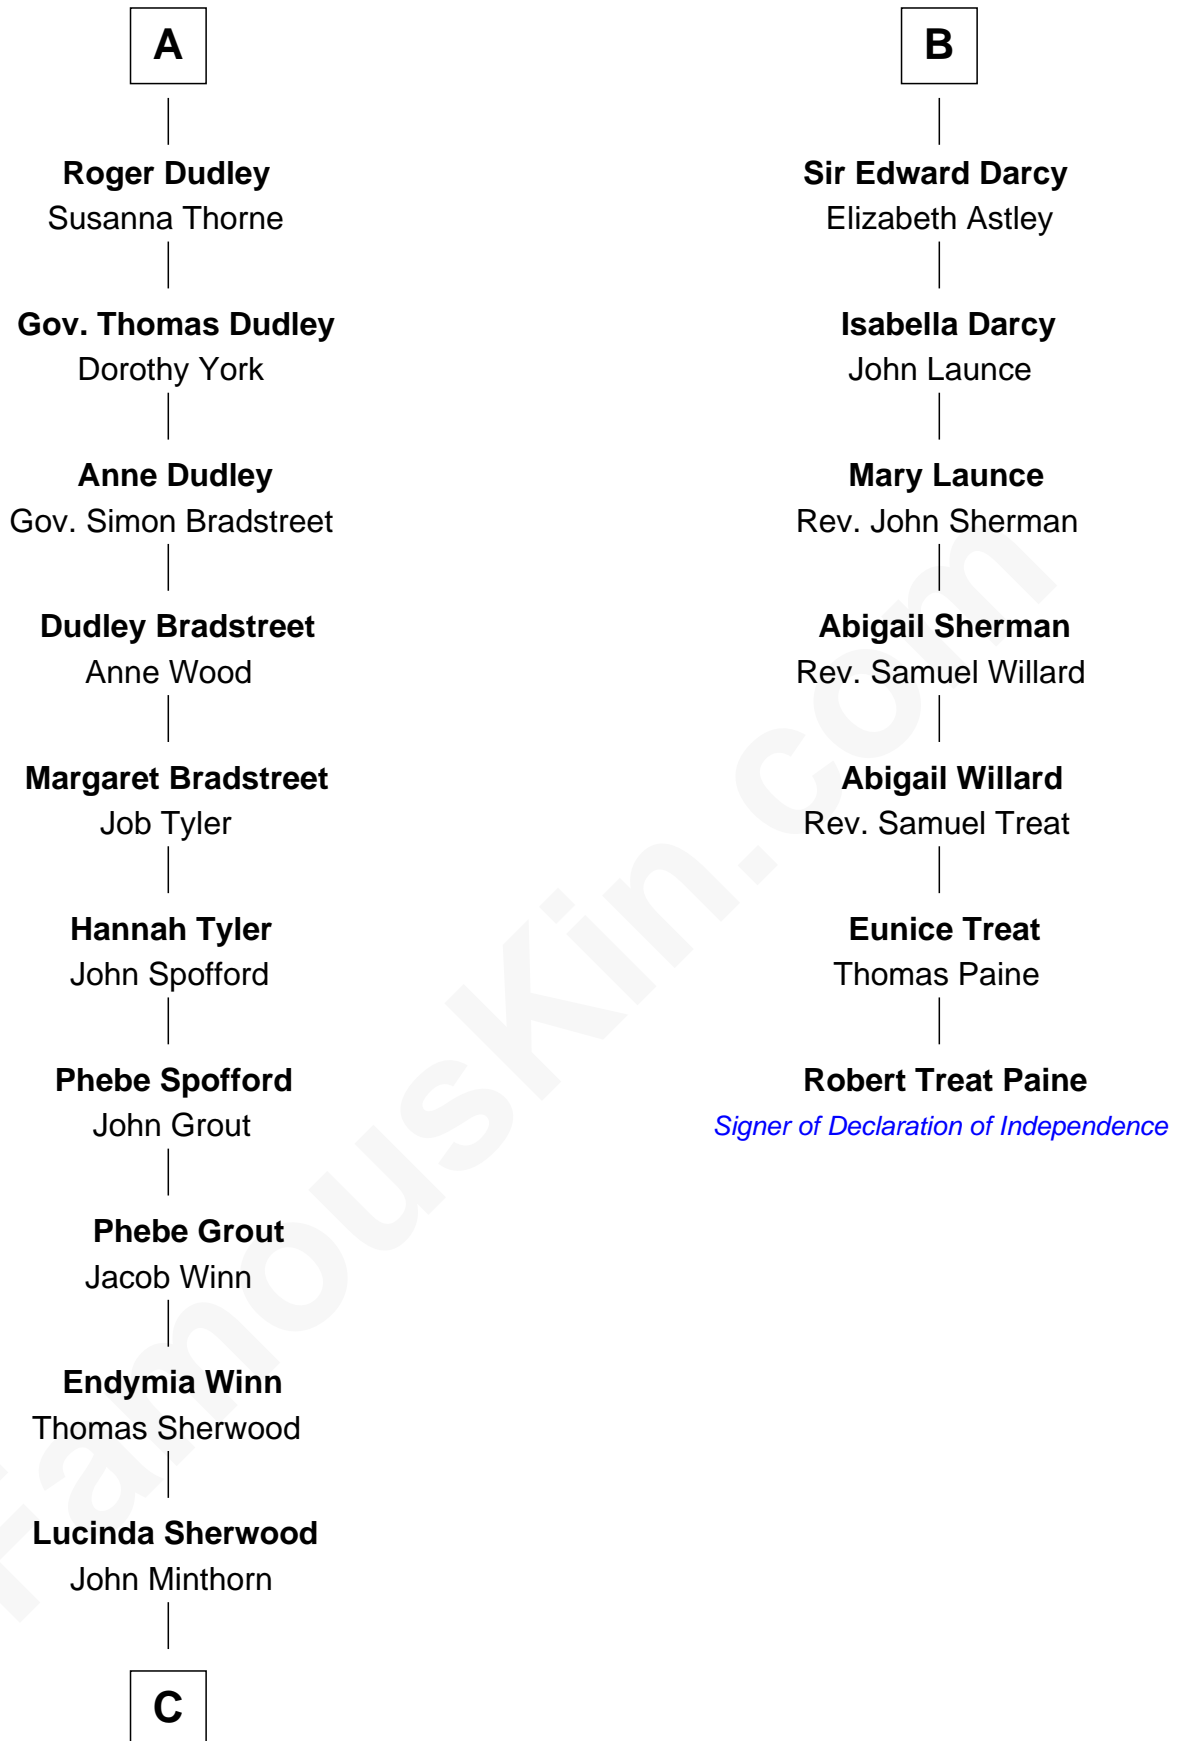 A
Roger Dudley
Susanna Thorne
Gov. Thomas Dudley
Dorothy York
Anne Dudley
Gov. Simon Bradstreet
Dudley Bradstreet
Anne Wood
Margaret Bradstreet
Job Tyler
Hannah Tyler
John Spofford
Phebe Spofford
John Grout
Phebe Grout
Jacob Winn
Endymia Winn
Thomas Sherwood
Lucinda Sherwood
John Minthorn
C
B
Sir Edward Darcy
Elizabeth Astley
Isabella Darcy
John Launce
Mary Launce
Rev. John Sherman
Abigail Sherman
Rev. Samuel Willard
Abigail Willard
Rev. Samuel Treat
Eunice Treat
Thomas Paine
Robert Treat Paine
Signer of Declaration of Independence
FamousKin.com